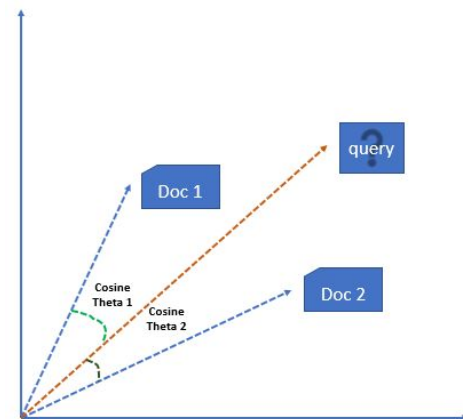 ?
query
Doc 1
Doc 2
Cosine
Theta 1
Cosine
Theta 2